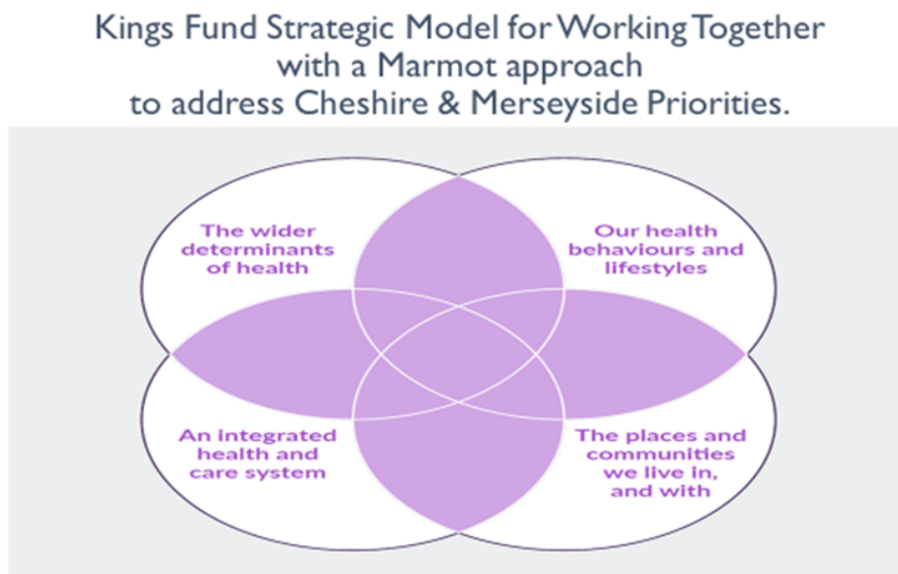 Kings Fund Strategic Model for Working Together
with a Marmot approach
to address Cheshire & Merseyside Priorities.
The wider
determinants
of health
Our health
behaviours and
lifestyles
An integrated
health and
care system
The places and
communities
we live in,
and with